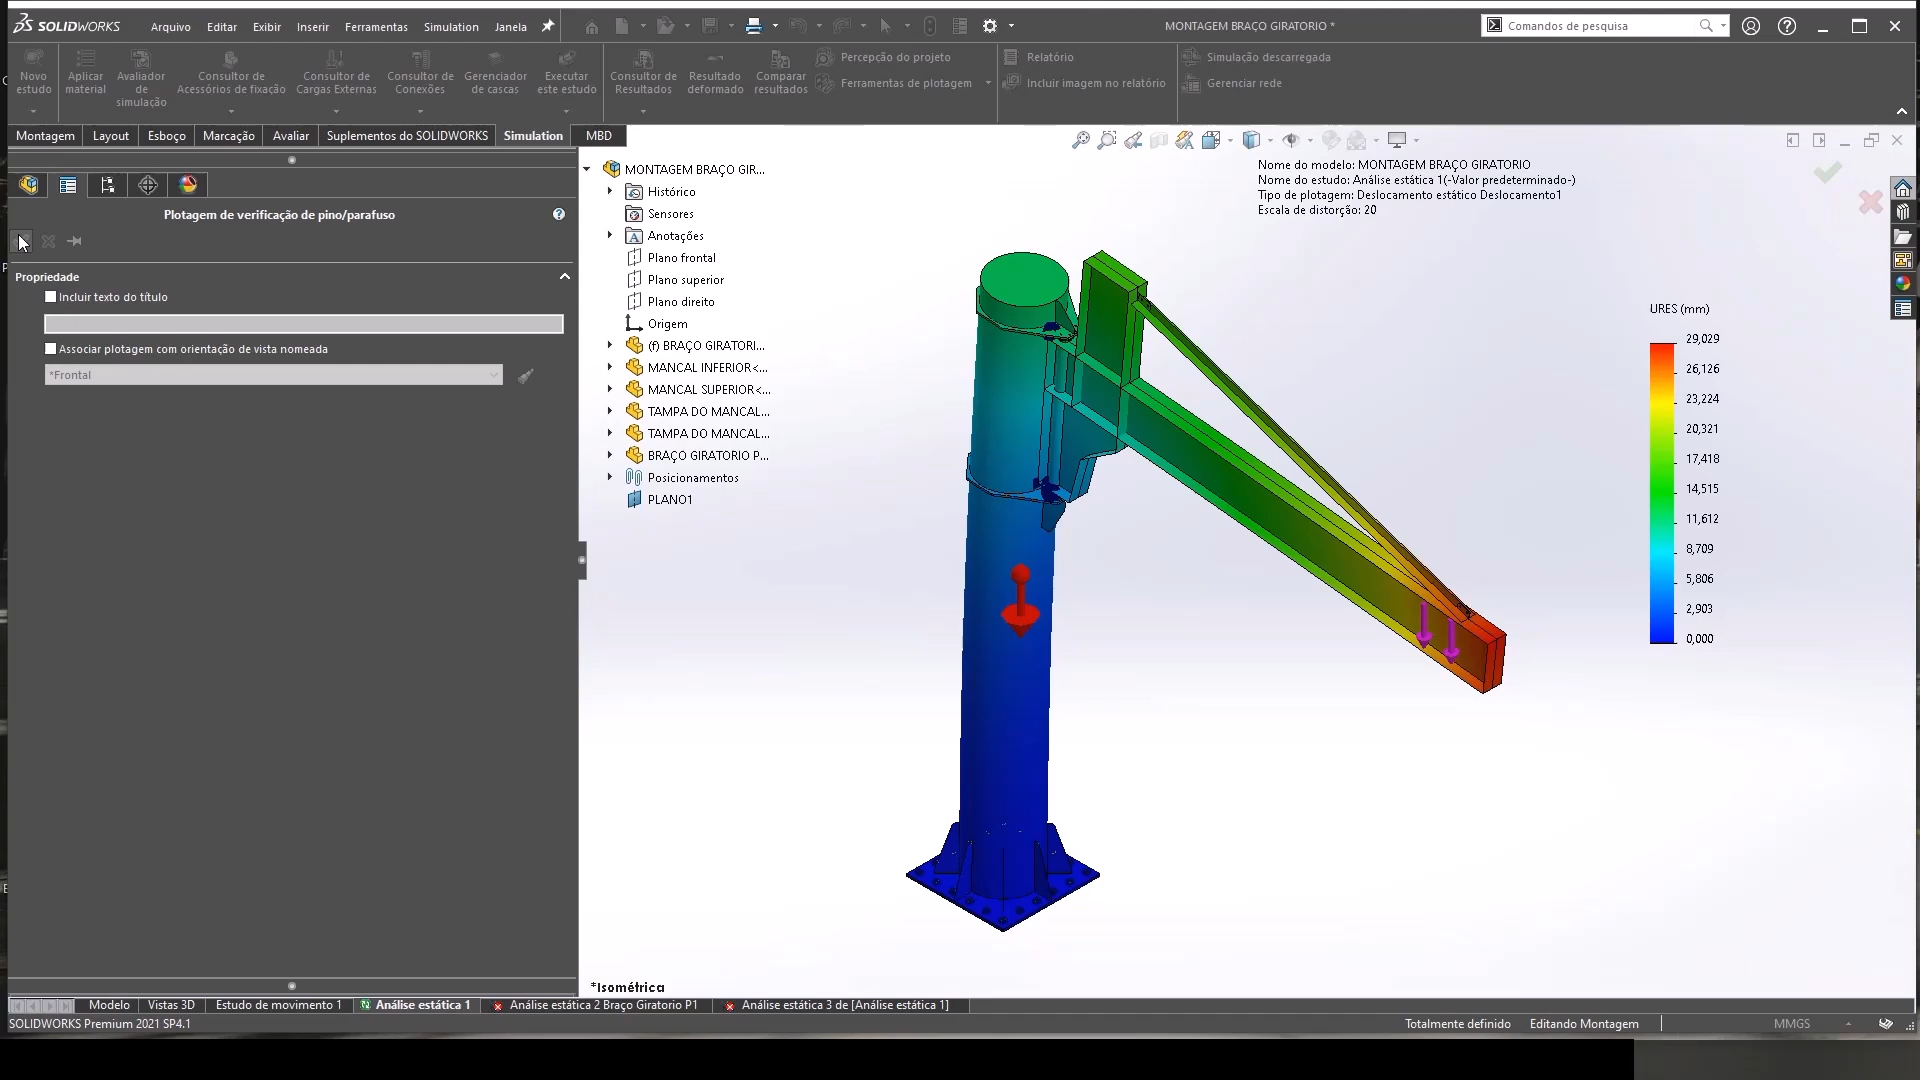 SOLIDWORKS
Arquivo Editar Exibir Inserir Ferramentas Simulation Janela
MONTAGEM BRAÇO GIRATORIO *
Comandos de pesquisa
Novo estudo
Aplicar material
Avaliador de simulação
Consultor de Acessórios de fixação
Consultor de Cargas Externas
Consultor de Conexões
Gerenciador de cascas
Executar este estudo
Consultor de Resultados
Resultado deformado
Comparar resultados
Percepção do projeto
Ferramentas de plotagem
Relatório
Incluir imagem no relatório
Simulação descarregada
Gerenciar rede
Montagem Layout Esboço Marcação Avaliar Suplementos do SOLIDWORKS Simulation MBD
Plotagem de verificação de pino/parafuso
Propriedade
Incluir texto do título
Associar plotagem com orientação de vista nomeada
*Frontal
MONTAGEM BRAÇO GIR...
Histórico
Sensores
Anotações
Plano frontal
Plano superior
Plano direito
Origem
(f) BRAÇO GIRATORI...
MANCAL INFERIOR<...
MANCAL SUPERIOR<...
TAMPA DO MANCAL...
TAMPA DO MANCAL...
BRAÇO GIRATORIO P...
Posicionamentos
PLANO1
Nome do modelo: MONTAGEM BRAÇO GIRATORIO
Nome do estudo: Análise estática 1(-Valor predeterminado-)
Tipo de plotagem: Deslocamento estático Deslocamento1
Escala de distorção: 20
URES (mm)
29,029
26,126
23,224
20,321
17,418
14,515
11,612
8,709
5,806
2,903
0,000
*Isométrica
Modelo Vistas 3D Estudo de movimento 1 Análise estática 1 Análise estática 2 Braço Giratorio P1 Análise estática 3 de [Análise estática 1]
SOLIDWORKS Premium 2021 SP4.1
Totalmente definido Editando Montagem MMGS